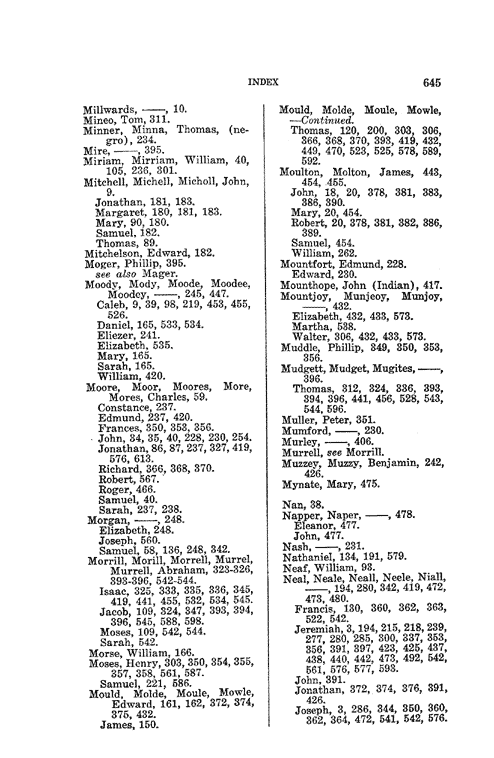 INDEX 645
Millwards, ——, 10.
Mineo, Tom, 311.
Minner, Minna, Thomas, (ne-
gro), 234.
Mire, ——, 395.
Miriam, Mirriam, William, 40,
105, 236, 301.
Mitchell, Michell, Micholl, John,
9.
Jonathan, 181, 183.
Margaret, 180, 181, 183.
Mary, 90, 180.
Samuel, 182.
Thomas, 89.
Mitchelson, Edward, 182.
Moger, Phillip, 395.
see also Mager.
Moody, Mody, Moode, Moodee,
Moodey, ——, 245, 447.
Caleb, 9, 39, 98, 219, 453, 455,
526.
Daniel, 165, 533, 534.
Eliezer, 241.
Elizabeth, 535.
Mary, 165.
Sarah, 165.
William, 420.
Moore, Moor, Moores, More,
Mores, Charles, 59.
Constance, 237.
Edmund, 237, 420.
Frances, 350, 353, 356.
John, 34, 35, 40, 228, 230, 254.
Jonathan, 86, 87, 237, 327, 419,
576, 613.
Richard, 366, 368, 370.
Robert, 567.
Roger, 466.
Samuel, 40.
Sarah, 237, 238.
Morgan, ——, 248.
Elizabeth, 248.
Joseph, 560.
Samuel, 58, 136, 248, 342.
Morrill, Morill, Morrell, Murrel,
Murrell, Abraham, 323-326,
393-396, 542-544.
Isaac, 325, 333, 335, 336, 345,
419, 441, 455, 532, 534, 545.
Jacob, 109, 324, 347, 393, 394,
396, 545, 588, 598.
Moses, 109, 542, 544.
Sarah, 542.
Morse, William, 166.
Moses, Henry, 303, 350, 354, 355,
357, 358, 561, 587.
Samuel, 221, 586.
Mould, Molde, Moule, Mowle,
Edward, 161, 162, 372, 374,
375, 432.
James, 150.
Mould, Molde, Moule, Mowle,
—Continued.
Thomas, 120, 200, 303, 306,
366, 368, 370, 393, 419, 432,
449, 470, 523, 525, 578, 589,
592.
Moulton, Molton, James, 443,
454, 455.
John, 18, 20, 378, 381, 383,
386, 390.
Mary, 20, 454.
Robert, 20, 378, 381, 382, 386,
389.
Samuel, 454.
William, 262.
Mountfort, Edmund, 228.
Edward, 230.
Mounthope, John (Indian), 417.
Mountjoy, Munjeoy, Munjoy,
——, 432.
Elizabeth, 432, 433, 573.
Martha, 538.
Walter, 306, 432, 433, 573.
Muddle, Phillip, 349, 350, 353,
356.
Mudgett, Mudget, Mugites, ——,
396.
Thomas, 312, 324, 336, 393,
394, 396, 441, 456, 528, 543,
544, 596.
Muller, Peter, 351.
Mumford, ——, 230.
Murley, ——, 406.
Murrell, see Morrill.
Muzzey, Muzzy, Benjamin, 242,
426.
Mynate, Mary, 475.
Nan, 38.
Napper, Naper, ——, 478.
Eleanor, 477.
John, 477.
Nash, ——, 231.
Nathaniel, 134, 191, 579.
Neaf, William, 93.
Neal, Neale, Neall, Neele, Niall,
——, 194, 280, 342, 419, 472,
473, 480.
Francis, 130, 360, 362, 363,
522, 542.
Jeremiah, 3, 194, 215, 218, 239,
277, 280, 285, 300, 337, 353,
356, 391, 397, 423, 425, 437,
438, 440, 442, 473, 492, 542,
561, 576, 577, 593.
John, 391.
Jonathan, 372, 374, 376, 391,
426.
Joseph, 3, 286, 344, 350, 360,
362, 364, 472, 541, 542, 576.